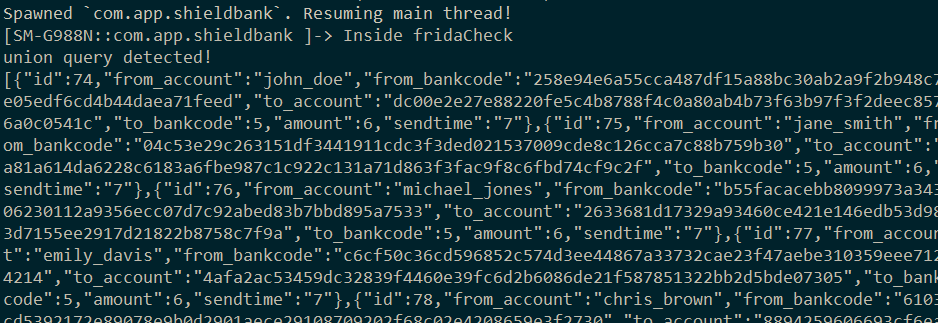 Spawned `com.app.shieldbank`. Resuming main thread!
[SM-G988N::com.app.shieldbank ]-> Inside fridaCheck
union query detected!
[{"id":74,"from_account":"john_doe","from_bankcode":"258e94e6a55cca487df15a88bc30ab2a9f2b948c7
e05edf6cd4b44daea71feed","to_account":"dc00e2e27e88220fe5c4b8788f4c0a80ab4b73f63b97f3f2deec857
6a0c0541c","to_bankcode":5,"amount":6,"sendtime":"7"},{"id":75,"from_account":"jane_smith","fr
om_bankcode":"04c53e29c263151df3441911cdc3f3ded021537009cde8c126cca7c88b759b30","to_account":"
a81a614da6228c6183a6fbe987c1c922c131a71d863f3fac9f8c6fbd74cf9c2f","to_bankcode":5,"amount":6,"
sendtime":"7"},{"id":76,"from_account":"michael_jones","from_bankcode":"b55facacebb8099973a343
06230112a9356ecc07d7c92abed83b7bbd895a7533","to_account":"2633681d17329a93460ce421e146edb53d98
3d7155ee2917d21822b8758c7f9a","to_bankcode":5,"amount":6,"sendtime":"7"},{"id":77,"from_accoun
t":"emily_davis","from_bankcode":"c6cf50c36cd596852c574d3ee44867a33732cae23f47aebe310359eee712
4214","to_account":"4afa2ac53459dc32839f4460e39fc6d2b6086de21f587851322bb2d5bde07305","to_bank
code":5,"amount":6,"sendtime":"7"},{"id":78,"from_account":"chris_brown","from_bankcode":"6103
cd5392172e89078e9b0d2901aece29108709202f68c02e4208659e3f2730","to_account":"8894259606693cf6ea